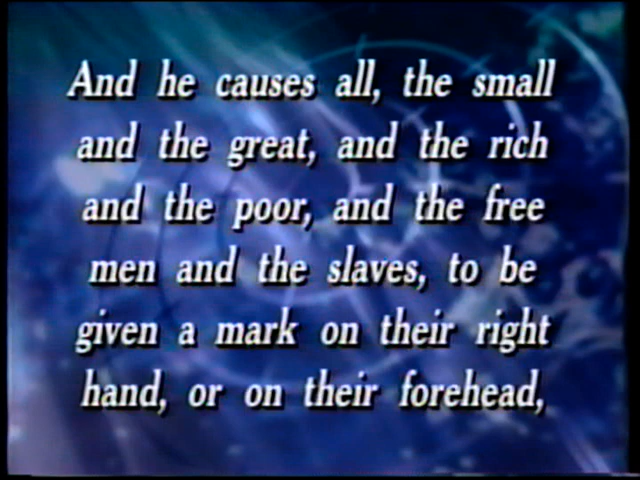 And he causes all, the small
and the great, and the rich
and the poor, and the free
men and the slaves, to be
given a mark on their right
hand, or on their forehead,